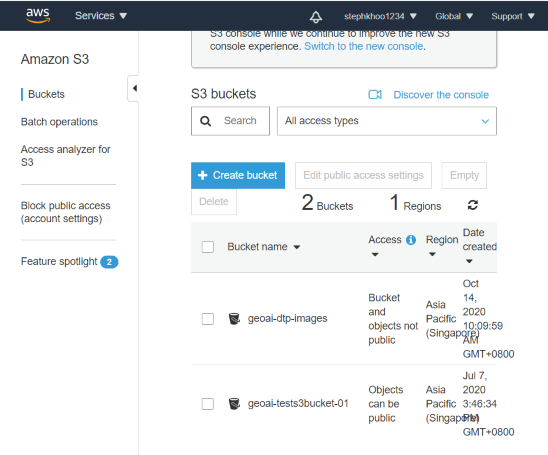 aws
Services
stephkhoo1234
Global
Support
S3 console while we continue to improve the new S3
console experience. Switch to the new console.
Amazon S3
Buckets
Batch operations
Access analyzer for
S3
Block public access
(account settings)
Feature spotlight 2
S3 buckets
Discover the console
Search
All access types
+ Create bucket
Edit public access settings
Empty
Delete
2 Buckets
1 Regions
Bucket name
Access
Region
Date
created
geoai-dtp-images
Bucket
and
objects not
public
Asia
Pacific
(Singapore)
Oct
14,
2020
10:09:59
AM
GMT+0800
geoai-tests3bucket-01
Objects
can be
public
Asia
Pacific
(Singapore)
Jul 7,
2020
3:46:34
PM
GMT+0800